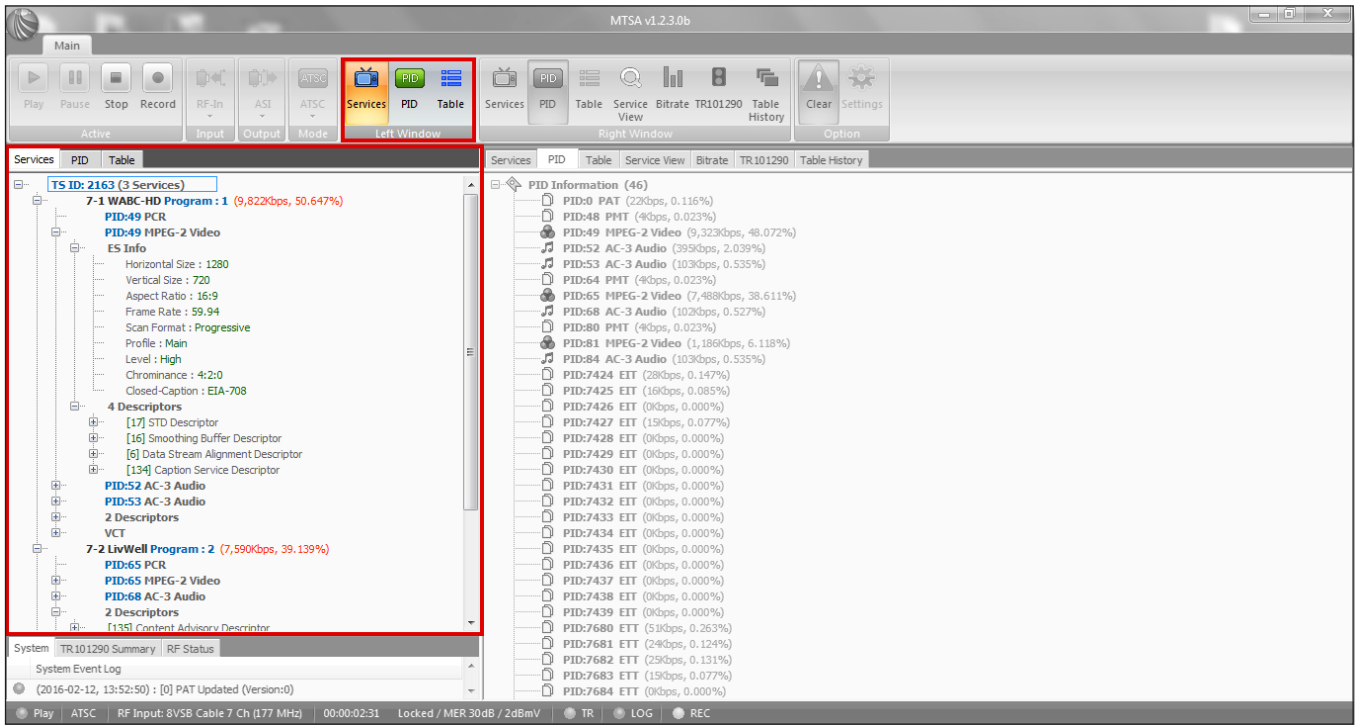 MTSA v1.2.3.0b
Main
Play Pause Stop Record RF-In ASI ATSC ATSC PID Services PID Table PID Services PID Table Service View Bitrate TR101290 Table History Clear Settings
Active Input Output Mode Left Window Right Window Option
Services PID Table
TS ID: 2163 (3 Services)
7-1 WABC-HD Program : 1 (9,822Kbps, 50.647%)
PID:49 PCR
PID:49 MPEG-2 Video
ES Info
Horizontal Size : 1280
Vertical Size : 720
Aspect Ratio : 16:9
Frame Rate : 59.94
Scan Format : Progressive
Profile : Main
Level : High
Chrominance : 4:2:0
Closed-Caption : EIA-708
4 Descriptors
[17] STD Descriptor
[16] Smoothing Buffer Descriptor
[6] Data Stream Alignment Descriptor
[134] Caption Service Descriptor
PID:52 AC-3 Audio
PID:53 AC-3 Audio
2 Descriptors
VCT
7-2 LivWell Program : 2 (7,590Kbps, 39.139%)
PID:65 PCR
PID:65 MPEG-2 Video
PID:68 AC-3 Audio
2 Descriptors
[135] Content Advisory Descriptor
System TR101290 Summary RF Status
System Event Log
(2016-02-12, 13:52:50) : [0] PAT Updated (Version:0)
Services PID Table Service View Bitrate TR101290 Table History
PID Information (46)
PID:0 PAT (22Kbps, 0.116%)
PID:48 PMT (4Kbps, 0.023%)
PID:49 MPEG-2 Video (9,323Kbps, 48.072%)
PID:52 AC-3 Audio (395Kbps, 2.039%)
PID:53 AC-3 Audio (103Kbps, 0.535%)
PID:64 PMT (4Kbps, 0.023%)
PID:65 MPEG-2 Video (7,488Kbps, 38.611%)
PID:68 AC-3 Audio (102Kbps, 0.527%)
PID:80 PMT (4Kbps, 0.023%)
PID:81 MPEG-2 Video (1,186Kbps, 6.118%)
PID:84 AC-3 Audio (103Kbps, 0.535%)
PID:7424 EIT (28Kbps, 0.147%)
PID:7425 EIT (16Kbps, 0.085%)
PID:7426 EIT (0Kbps, 0.000%)
PID:7427 EIT (15Kbps, 0.077%)
PID:7428 EIT (0Kbps, 0.000%)
PID:7429 EIT (0Kbps, 0.000%)
PID:7430 EIT (0Kbps, 0.000%)
PID:7431 EIT (0Kbps, 0.000%)
PID:7432 EIT (0Kbps, 0.000%)
PID:7433 EIT (0Kbps, 0.000%)
PID:7434 EIT (0Kbps, 0.000%)
PID:7435 EIT (0Kbps, 0.000%)
PID:7436 EIT (0Kbps, 0.000%)
PID:7437 EIT (0Kbps, 0.000%)
PID:7438 EIT (0Kbps, 0.000%)
PID:7439 EIT (0Kbps, 0.000%)
PID:7680 ETT (51Kbps, 0.263%)
PID:7681 ETT (24Kbps, 0.124%)
PID:7682 ETT (25Kbps, 0.131%)
PID:7683 ETT (15Kbps, 0.077%)
PID:7684 ETT (0Kbps, 0.000%)
Play ATSC RF Input: 8VSB Cable 7 Ch (177 MHz) 00:00:02:31 Locked / MER 30dB / 2dBmV TR LOG REC